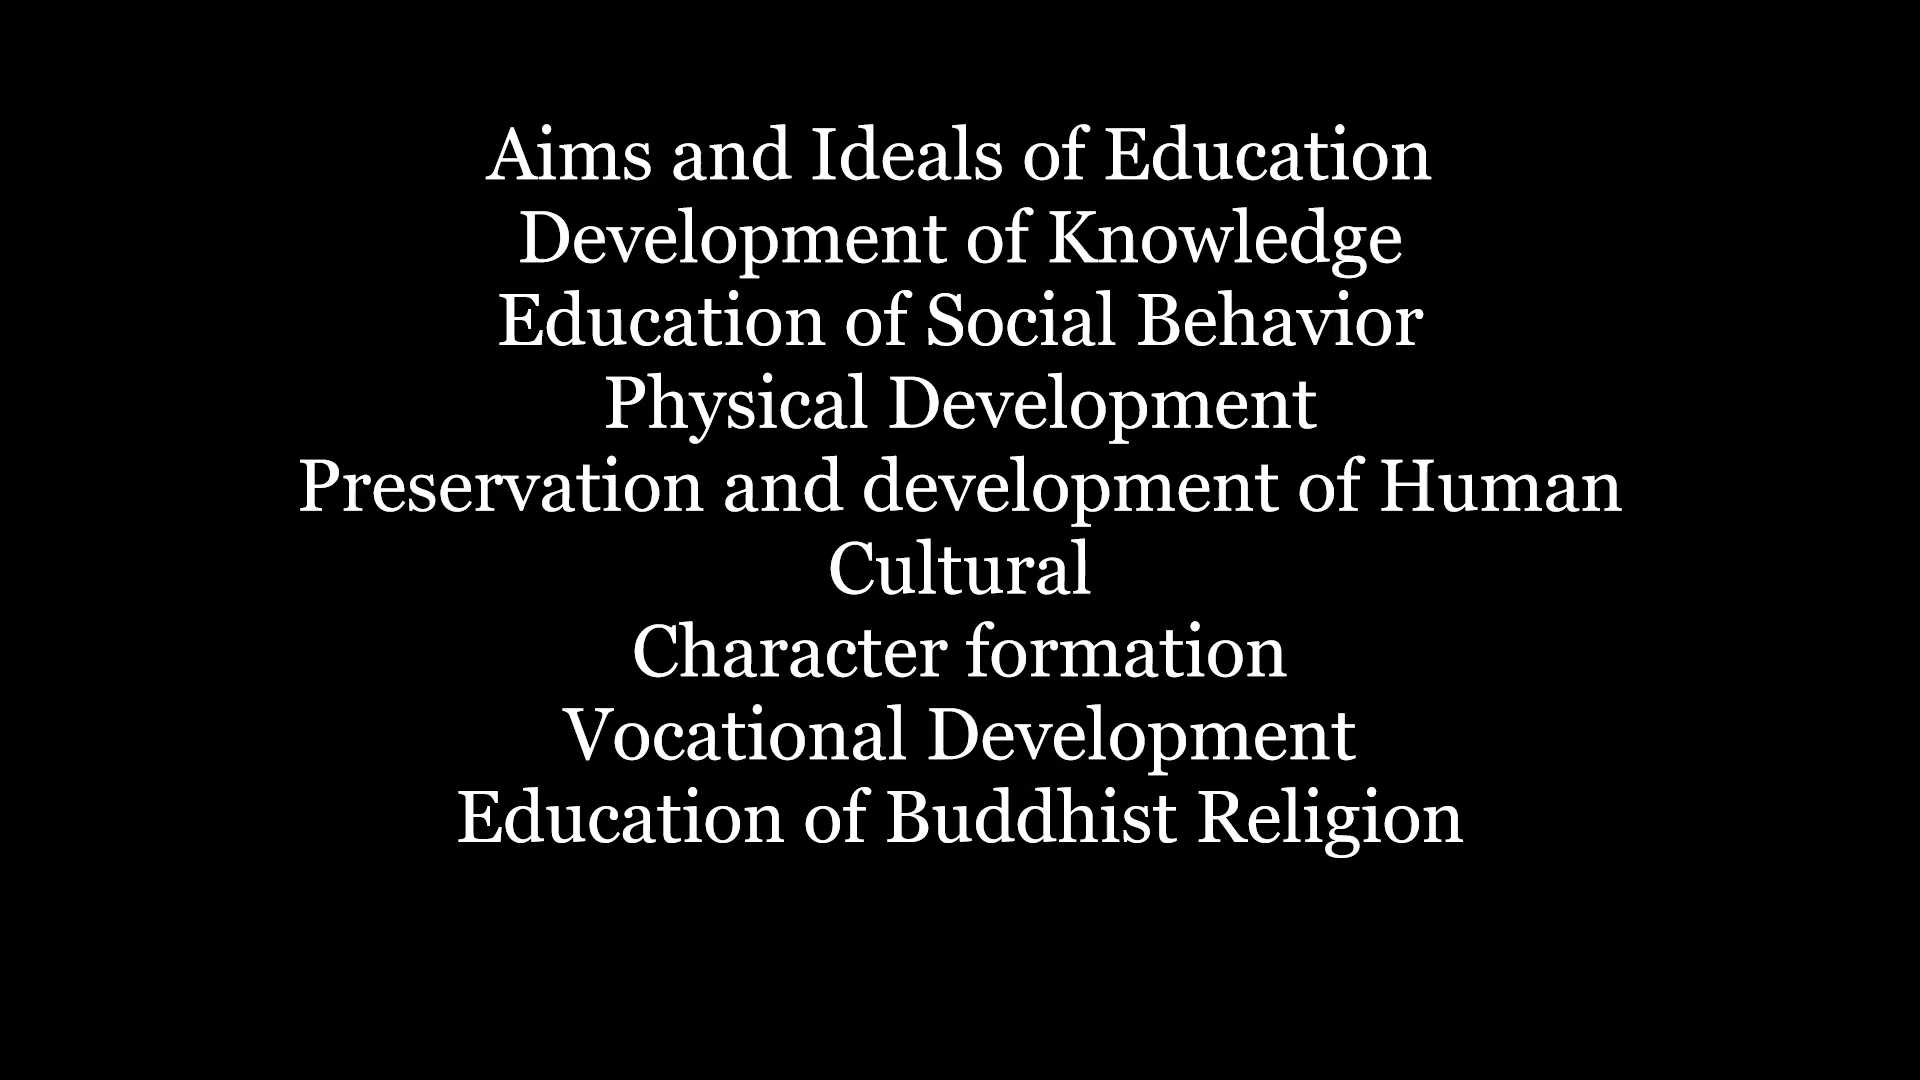 Aims and Ideals of Education
Development of Knowledge
Education of Social Behavior
Physical Development
Preservation and development of Human
Cultural
Character formation
Vocational Development
Education of Buddhist Religion